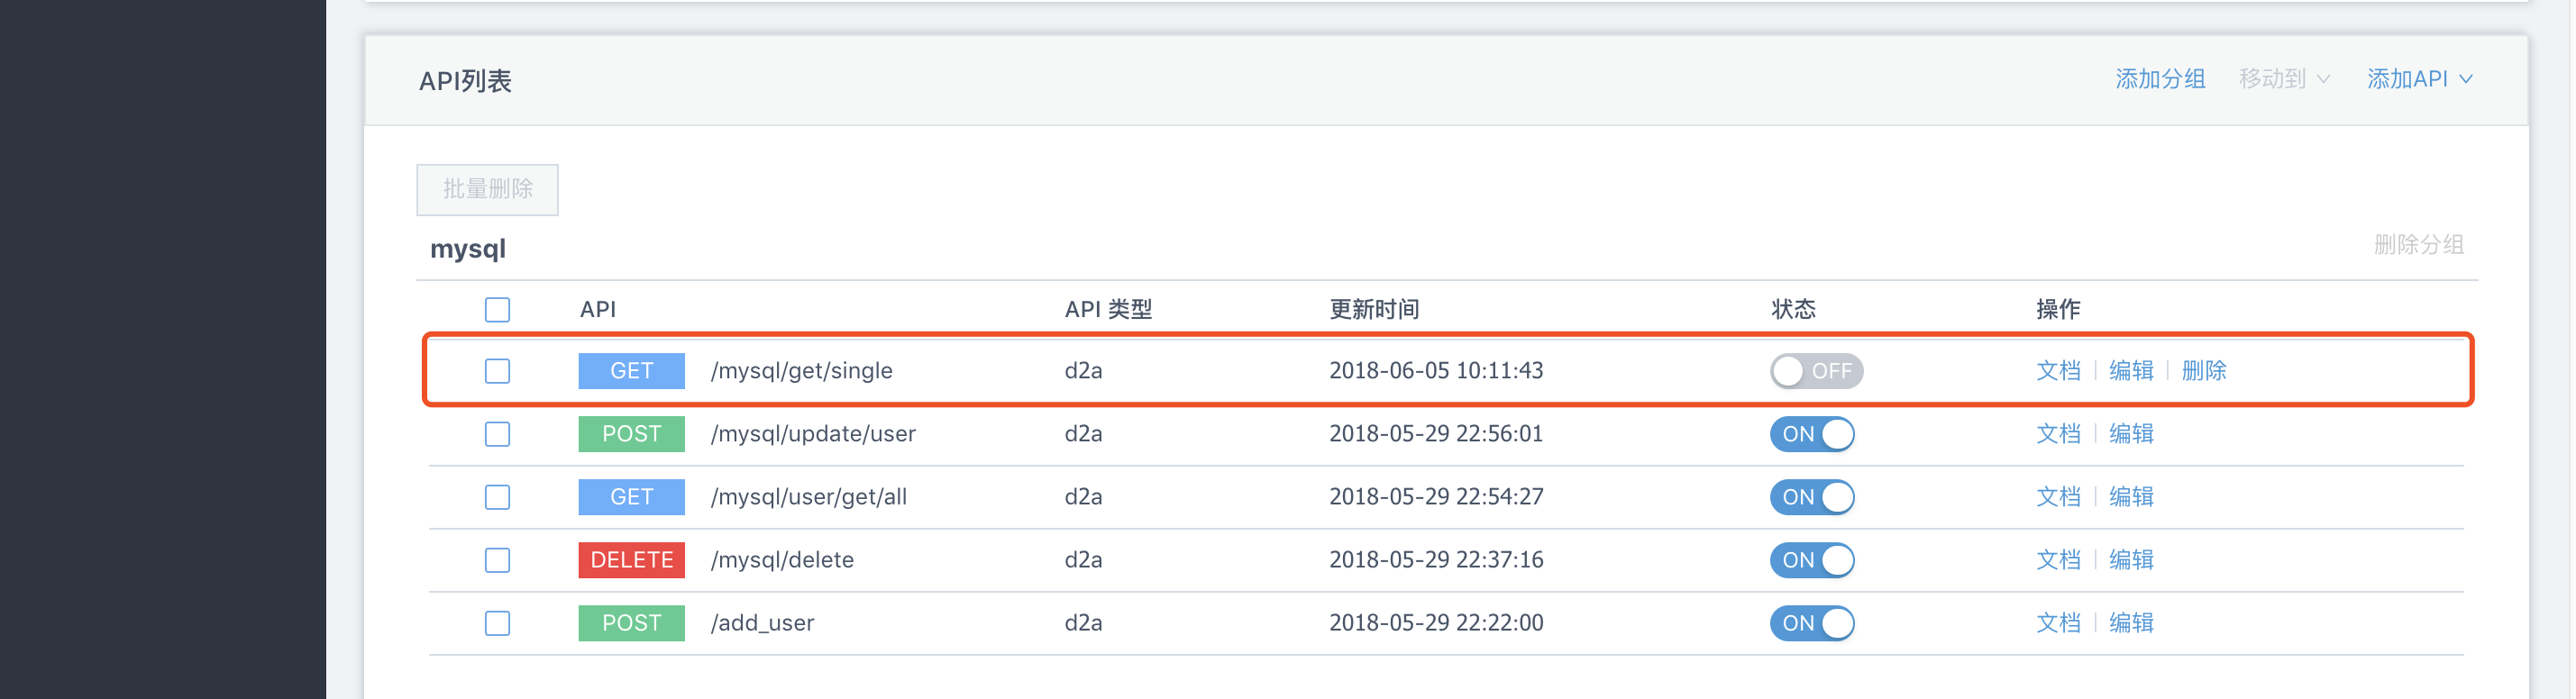 API列表 添加分组 移动到 添加API
批量删除
mysql 删除分组
API API 类型 更新时间 状态 操作
GET /mysql/get/single d2a 2018-06-05 10:11:43 OFF 文档 | 编辑 | 删除
POST /mysql/update/user d2a 2018-05-29 22:56:01 ON 文档 | 编辑
GET /mysql/user/get/all d2a 2018-05-29 22:54:27 ON 文档 | 编辑
DELETE /mysql/delete d2a 2018-05-29 22:37:16 ON 文档 | 编辑
POST /add_user d2a 2018-05-29 22:22:00 ON 文档 | 编辑